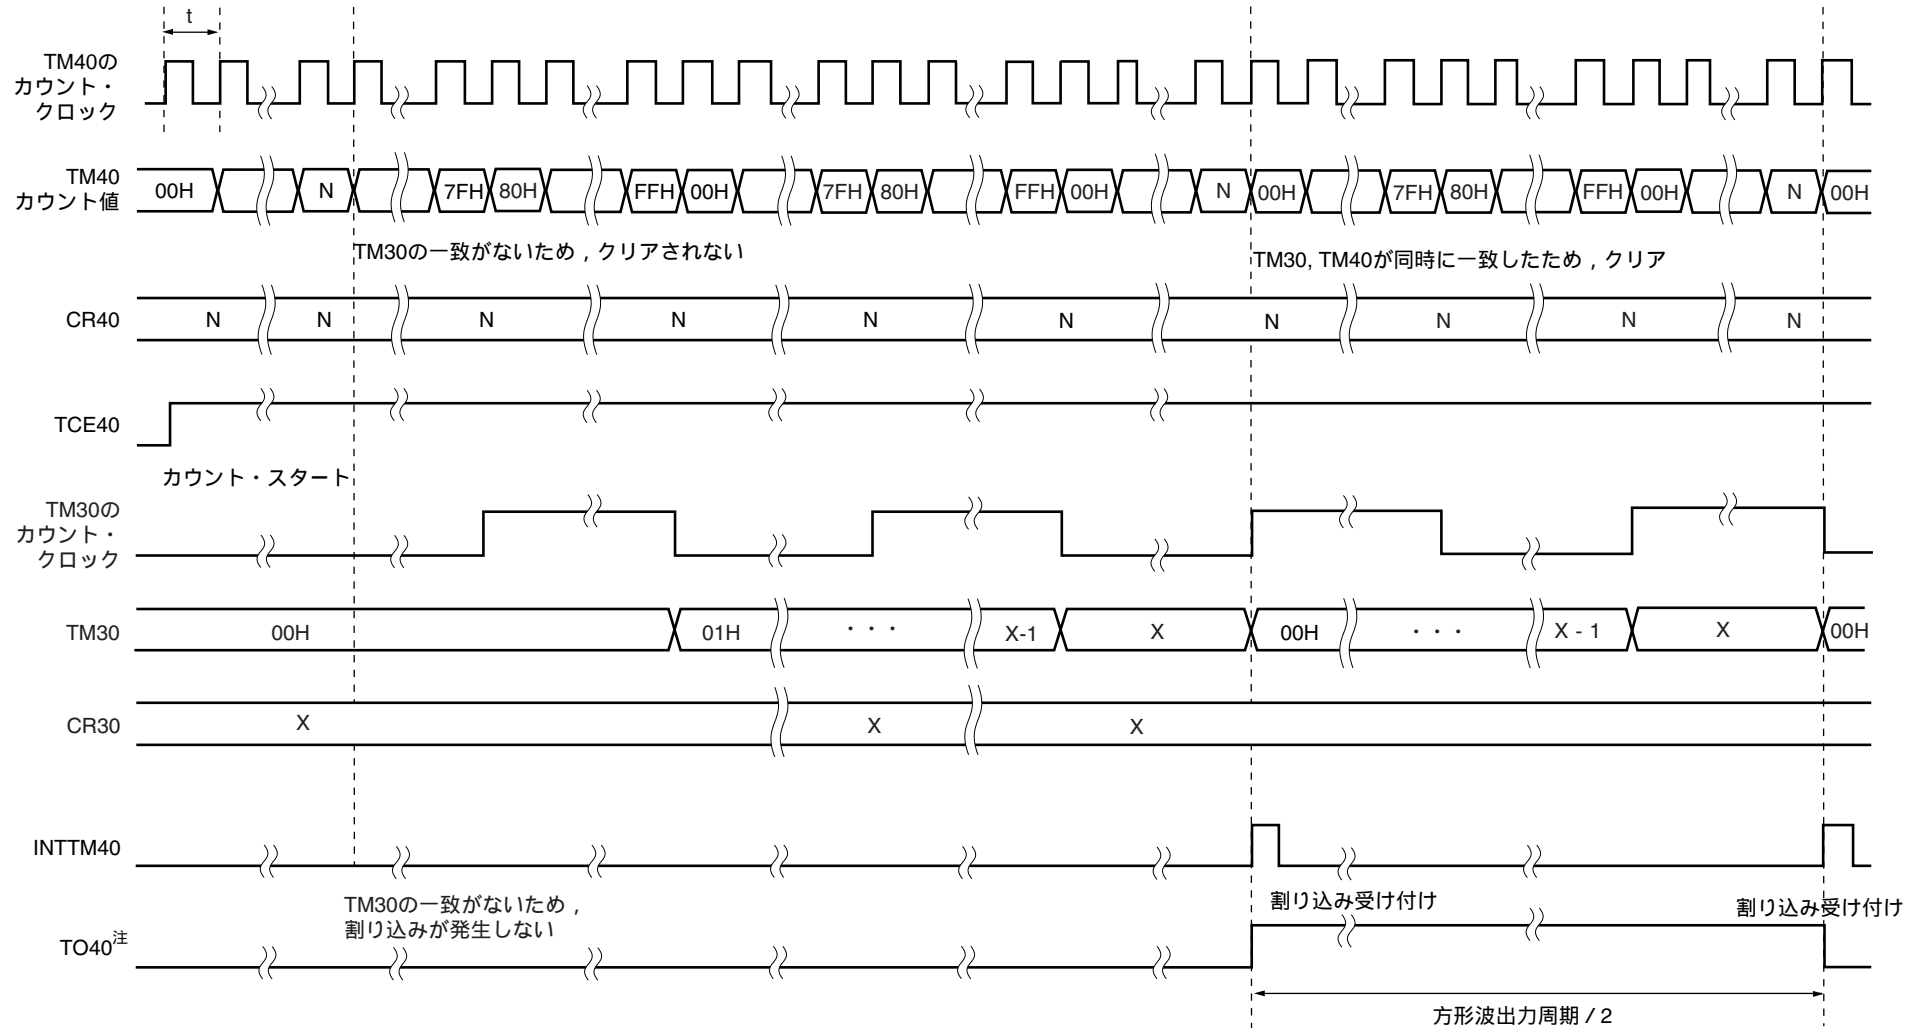 t
TM40の
カウント・
クロック
TM40
カウント値
00H N 7FH 80H FFH 00H 7FH 80H FFH 00H N 00H 7FH 80H FFH 00H N 00H
TM30の一致がないため，クリアされない
TM30, TM40が同時に一致したため，クリア
CR40 N N N N N N N N N N
TCE40
カウント・スタート
TM30の
カウント・
クロック
TM30 00H 01H ・・・ X-1 X 00H ・・・ X - 1 X 00H
CR30 X X X
INTTM40
TM30の一致がないため，
割り込みが発生しない
割り込み受け付け
割り込み受け付け
TO40注
方形波出力周期 / 2